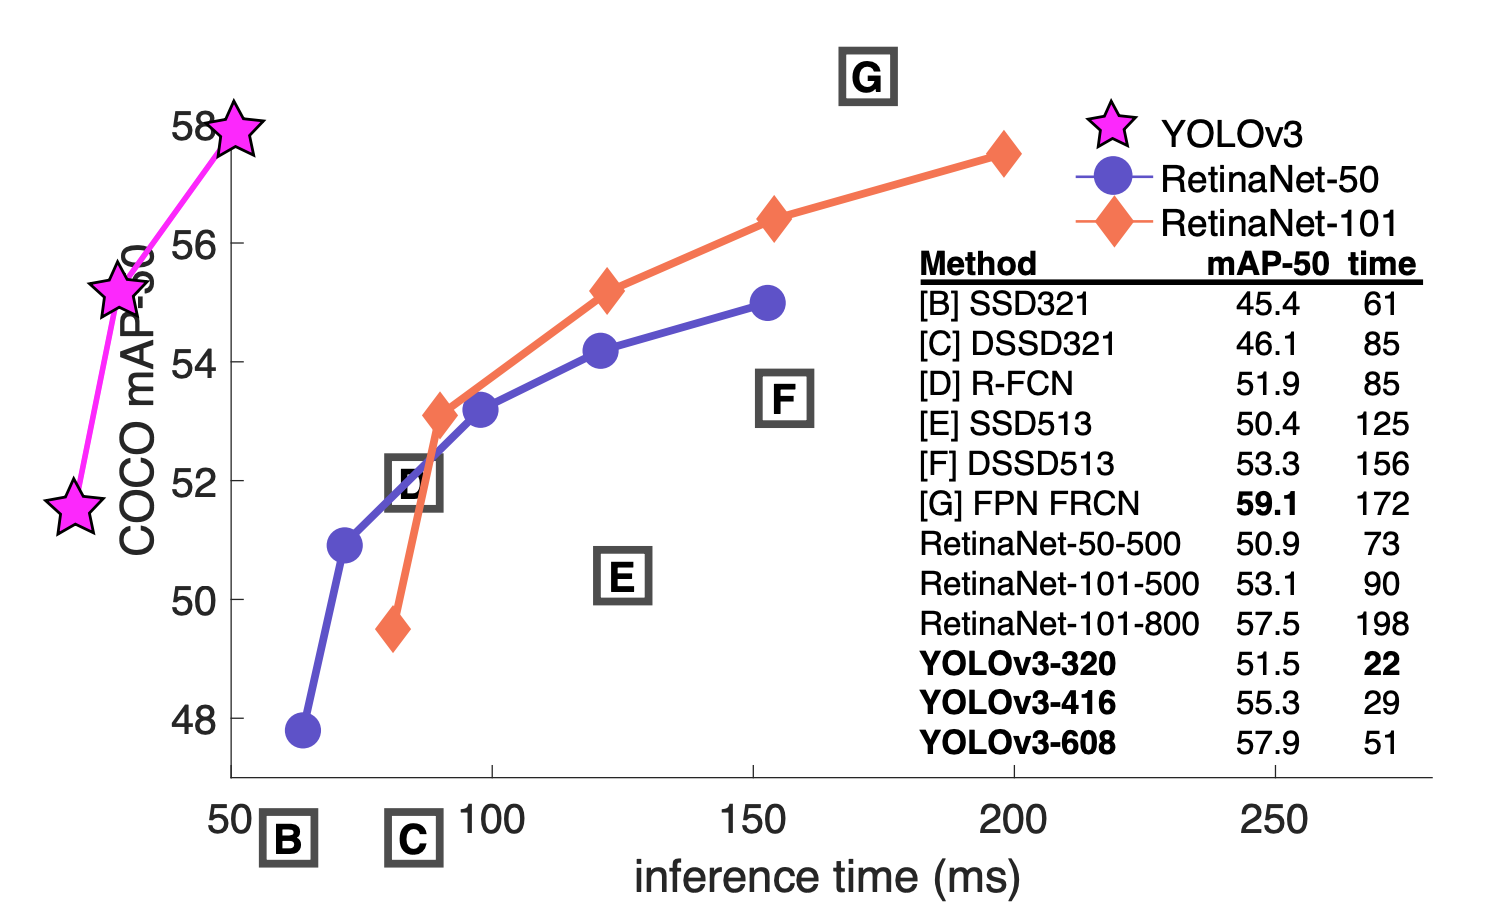 G
58
YOLOv3
RetinaNet-50
RetinaNet-101
56
COCO mAP-50
Method mAP-50 time
[B] SSD321 45.4 61
[C] DSSD321 46.1 85
54
[D] R-FCN 51.9 85
F
[E] SSD513 50.4 125
[F] DSSD513 53.3 156
52
D
[G] FPN FRCN 59.1 172
RetinaNet-50-500 50.9 73
E
RetinaNet-101-500 53.1 90
50
RetinaNet-101-800 57.5 198
YOLOv3-320 51.5 22
YOLOv3-416 55.3 29
48
YOLOv3-608 57.9 51
50 100 150 200 250
B C
inference time (ms)